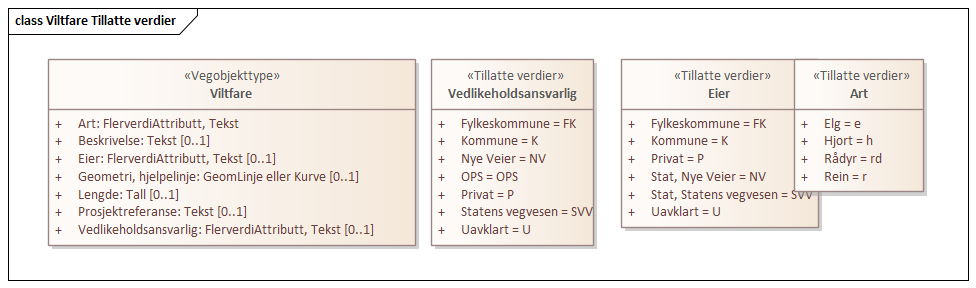 class Viltfare Tillatte verdier
«Vegobjekttype»
Viltfare
+ Art: FlerverdiAttributt, Tekst
+ Beskrivelse: Tekst [0..1]
+ Eier: FlerverdiAttributt, Tekst [0..1]
+ Geometri, hjelpelinje: GeomLinje eller Kurve [0..1]
+ Lengde: Tall [0..1]
+ Prosjektreferanse: Tekst [0..1]
+ Vedlikeholdsansvarlig: FlerverdiAttributt, Tekst [0..1]
«Tillatte verdier»
Vedlikeholdsansvarlig
+ Fylkeskommune = FK
+ Kommune = K
+ Nye Veier = NV
+ OPS = OPS
+ Privat = P
+ Statens vegvesen = SVV
+ Uavklart = U
«Tillatte verdier»
Eier
+ Fylkeskommune = FK
+ Kommune = K
+ Privat = P
+ Stat, Nye Veier = NV
+ Stat, Statens vegvesen = SVV
+ Uavklart = U
«Tillatte verdier»
Art
+ Elg = e
+ Hjort = h
+ Rådyr = rd
+ Rein = r